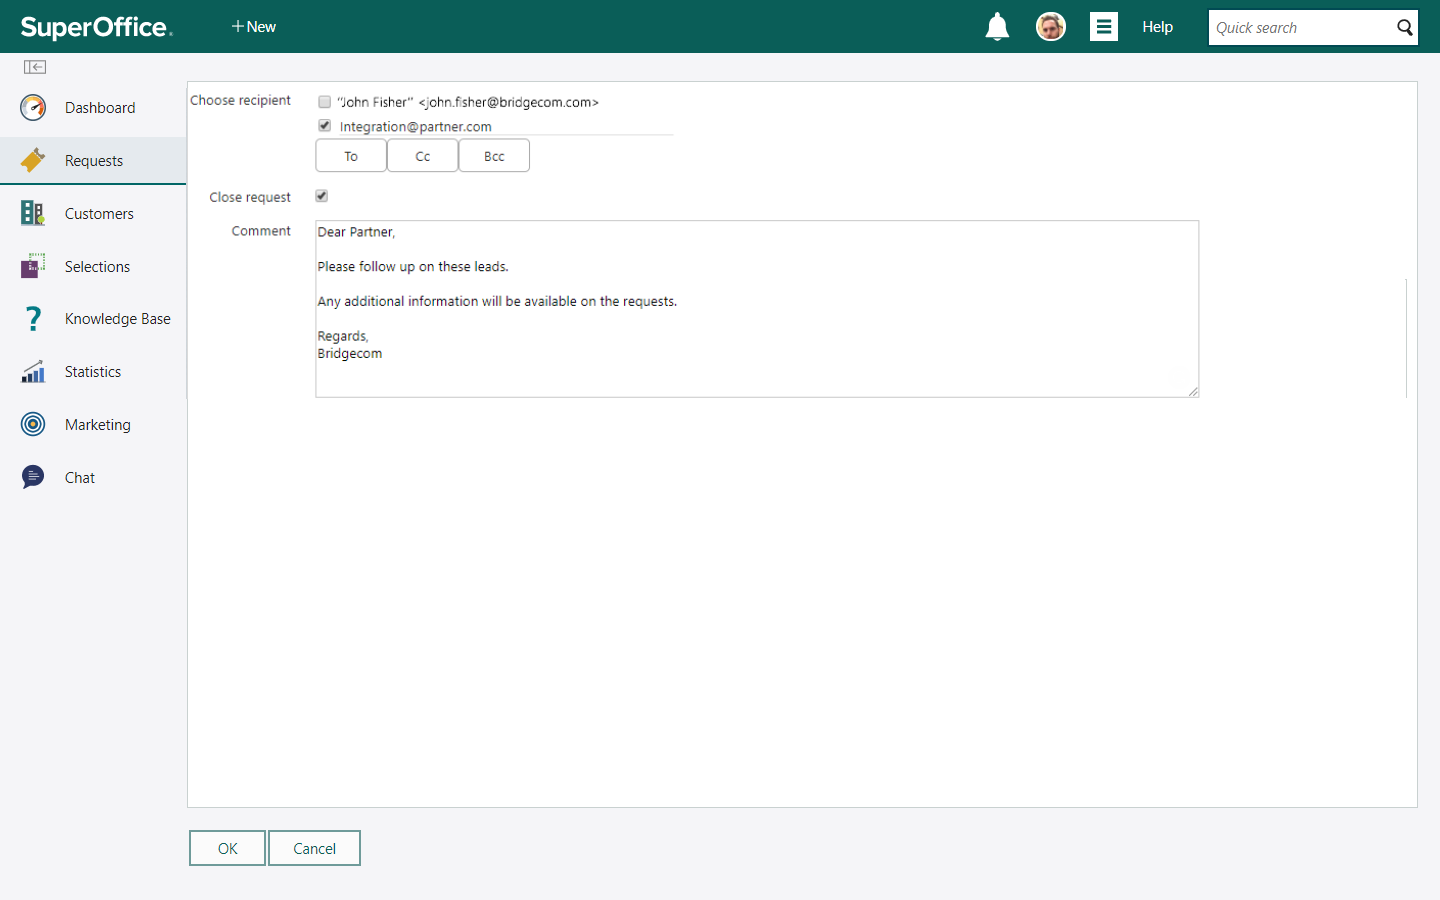 SuperOffice.
+ New
Help
Quick search
Dashboard
Requests
Customers
Selections
? Knowledge Base
Statistics
Marketing
Chat
Choose recipient
"John Fisher" <john.fisher@bridgecom.com>
Integration@partner.com
To Cc Bcc
Close request
Comment
Dear Partner,
Please follow up on these leads.
Any additional information will be available on the requests.
Regards,
Bridgecom
OK Cancel